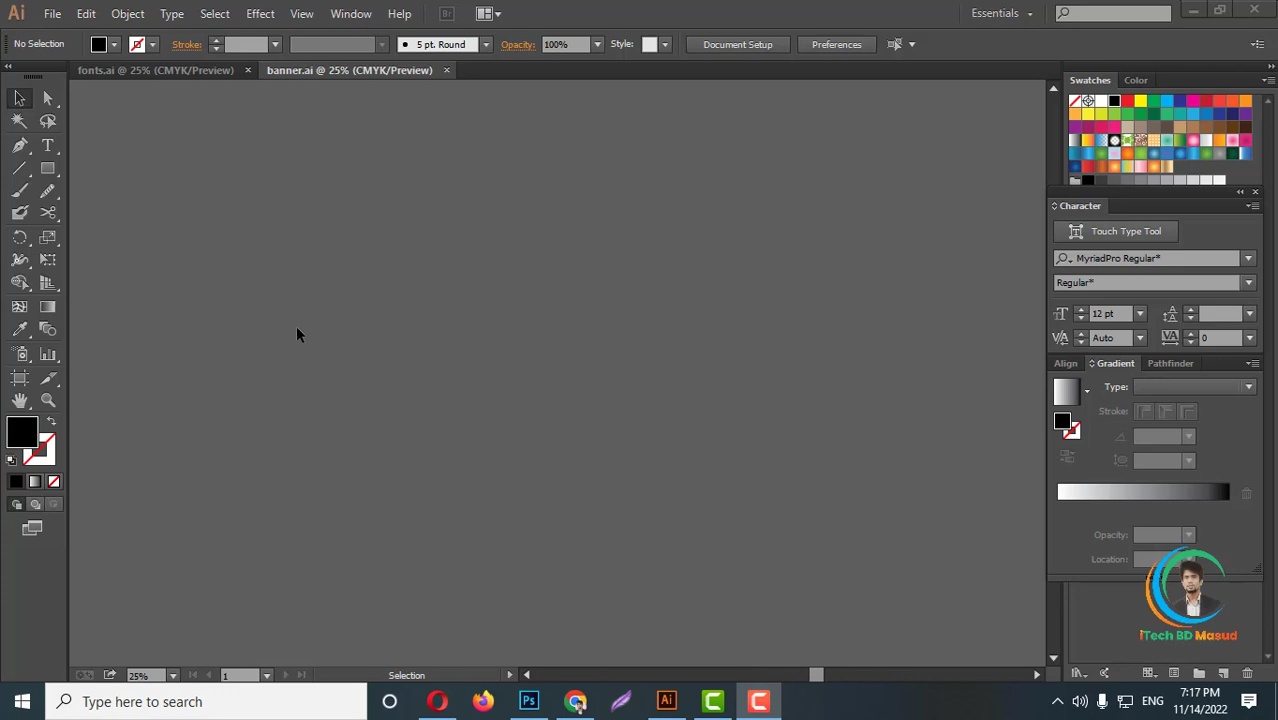 Ai File Edit Object Type Select Effect View Window Help Br Essentials
No Selection Stroke: 5 pt. Round Opacity: 100% Style: Document Setup Preferences
fonts.ai @ 25% (CMYK/Preview) × banner.ai @ 25% (CMYK/Preview) ×
Swatches Color
Character
Touch Type Tool
MyriadPro Regular*
Regular*
12 pt
Auto 0
Align Gradient Pathfinder
Type:
Stroke:
Opacity:
Location:
iTech BD Masud
25% 1 Selection
Type here to search Ps Ai ENG 7:17 PM
11/14/2022